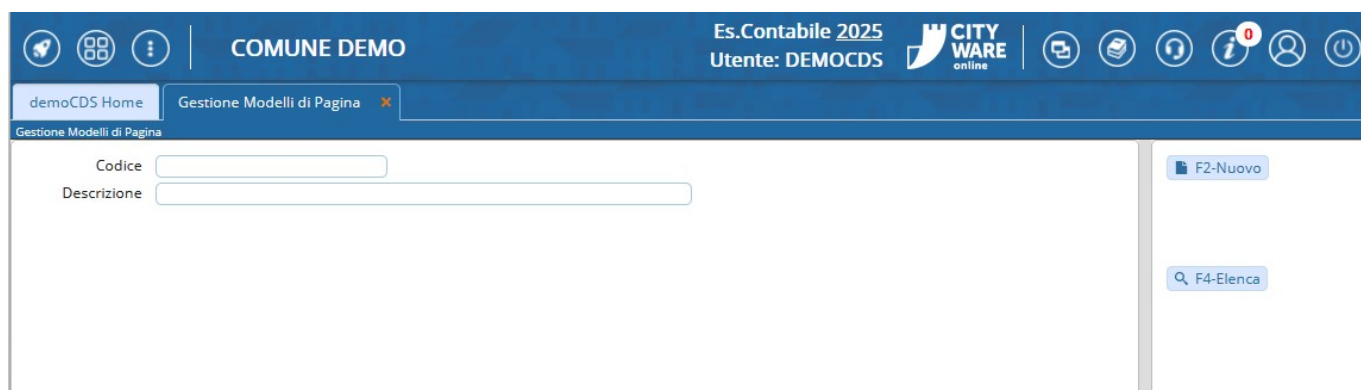 COMUNE DEMO
Es.Contabile 2025
Utente: DEMOCDS
CITY
WARE
online
0
demoCDS Home
Gestione Modelli di Pagina
Gestione Modelli di Pagina
Codice
Descrizione
F2-Nuovo
F4-Elenca